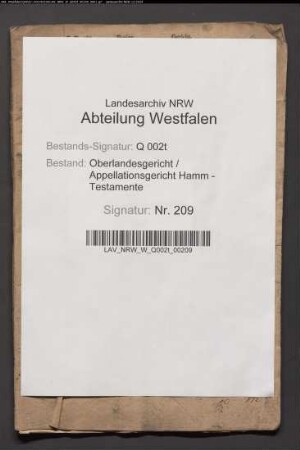 Landesarchiv NRW
Abteilung Westfalen
Bestands-Signatur: Q 002t
Bestand: Oberlandesgericht /
Appellationsgericht Hamm -
Testamente
Signatur: Nr. 209
LAV_NRW_W_Q002t_00209